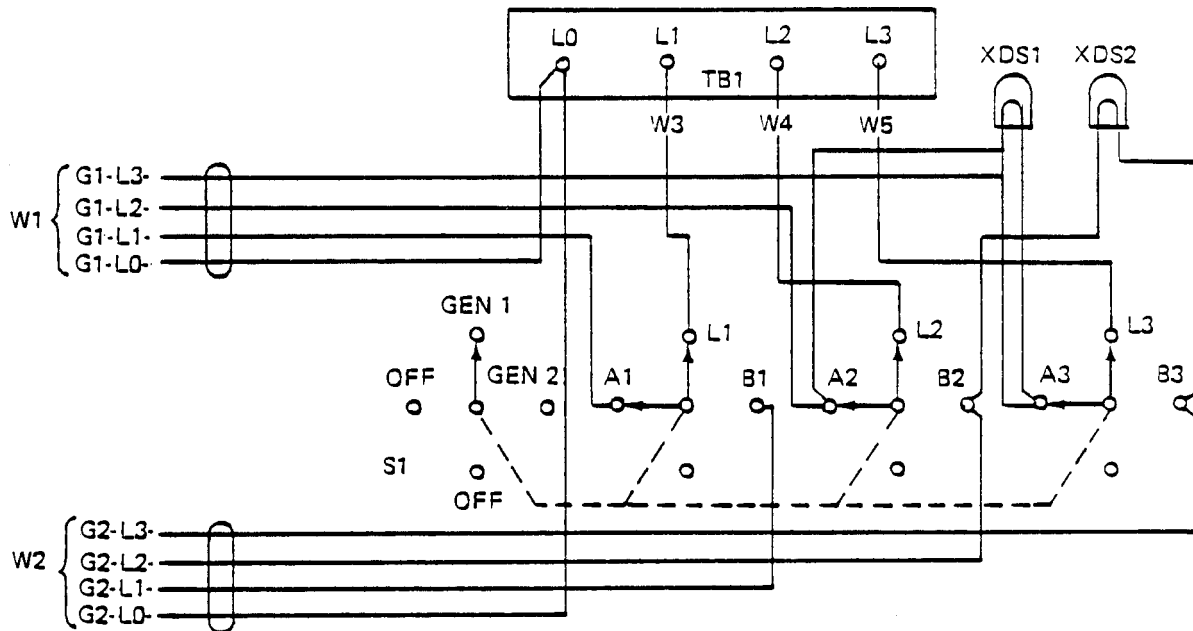 L0 L1 L2 L3
TB1
XDS1 XDS2
W3 W4 W5
W1
G1-L3-
G1-L2-
G1-L1-
G1-L0-
GEN 1
L1 L2 L3
OFF GEN 2 A1 B1 A2 B2 A3 B3
S1
OFF
W2
G2-L3-
G2-L2-
G2-L1-
G2-L0-